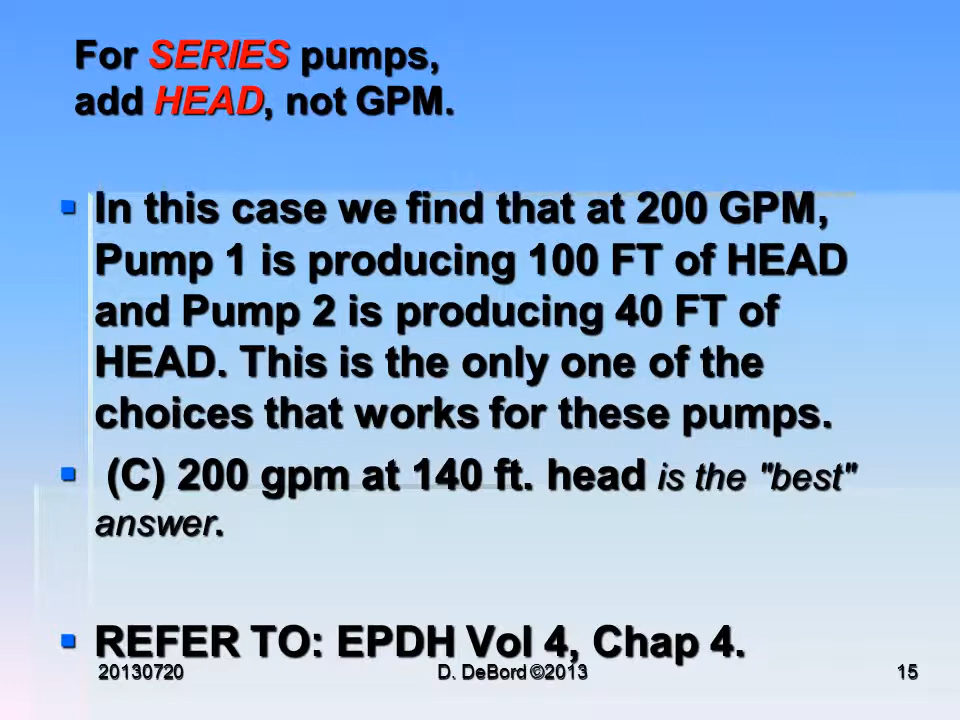 For SERIES pumps,
add HEAD, not GPM.
In this case we find that at 200 GPM,
Pump 1 is producing 100 FT of HEAD
and Pump 2 is producing 40 FT of
HEAD. This is the only one of the
choices that works for these pumps.
(C) 200 gpm at 140 ft. head is the "best"
answer.
REFER TO: EPDH Vol 4, Chap 4.
20130720 D. DeBord ©2013 15